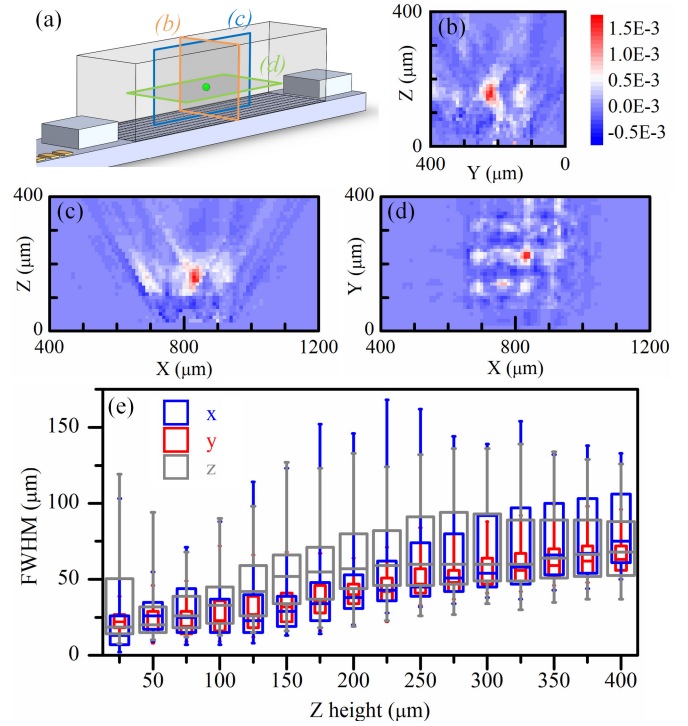 (a)
(b)
(c)
(d)
(b)
400
200
0
Z (μm)
400
0
Y (μm)
1.5E-3
1.0E-3
0.5E-3
0.0E-3
-0.5E-3
(c)
400
200
0
Z (μm)
400
800
1200
X (μm)
(d)
400
200
0
Y (μm)
400
800
1200
X (μm)
(e)
x
y
z
150
100
50
0
FWHM (μm)
50 100 150 200 250 300 350 400
Z height (μm)